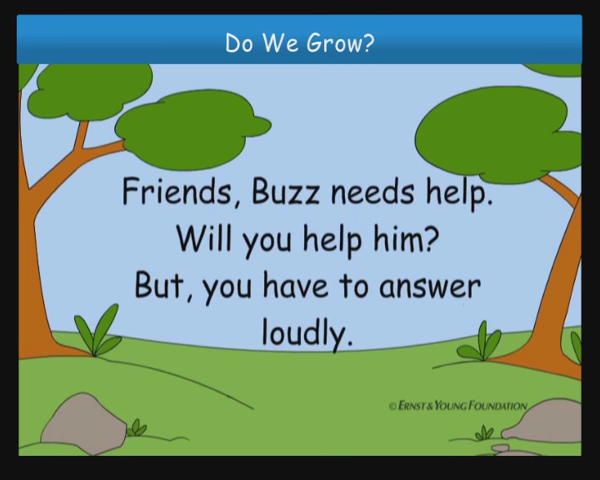 Do We Grow?
Friends, Buzz needs help.
Will you help him?
But, you have to answer
loudly.
© ERNST & YOUNG FOUNDATION